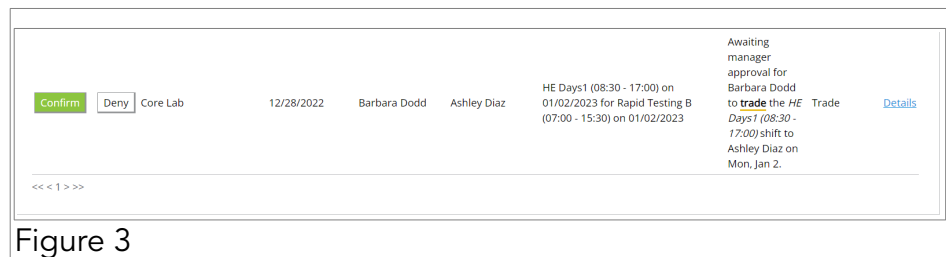 Awaiting
manager
approval for
Barbara Dodd
to trade the HE
Days1 (08:30 -
17:00) shift to
Ashley Diaz on
Mon, Jan 2.
Confirm Deny Core Lab 12/28/2022 Barbara Dodd Ashley Diaz
HE Days1 (08:30 - 17:00) on
01/02/2023 for Rapid Testing B
(07:00 - 15:30) on 01/02/2023
Trade Details
<< < 1 > >>
Figure 3